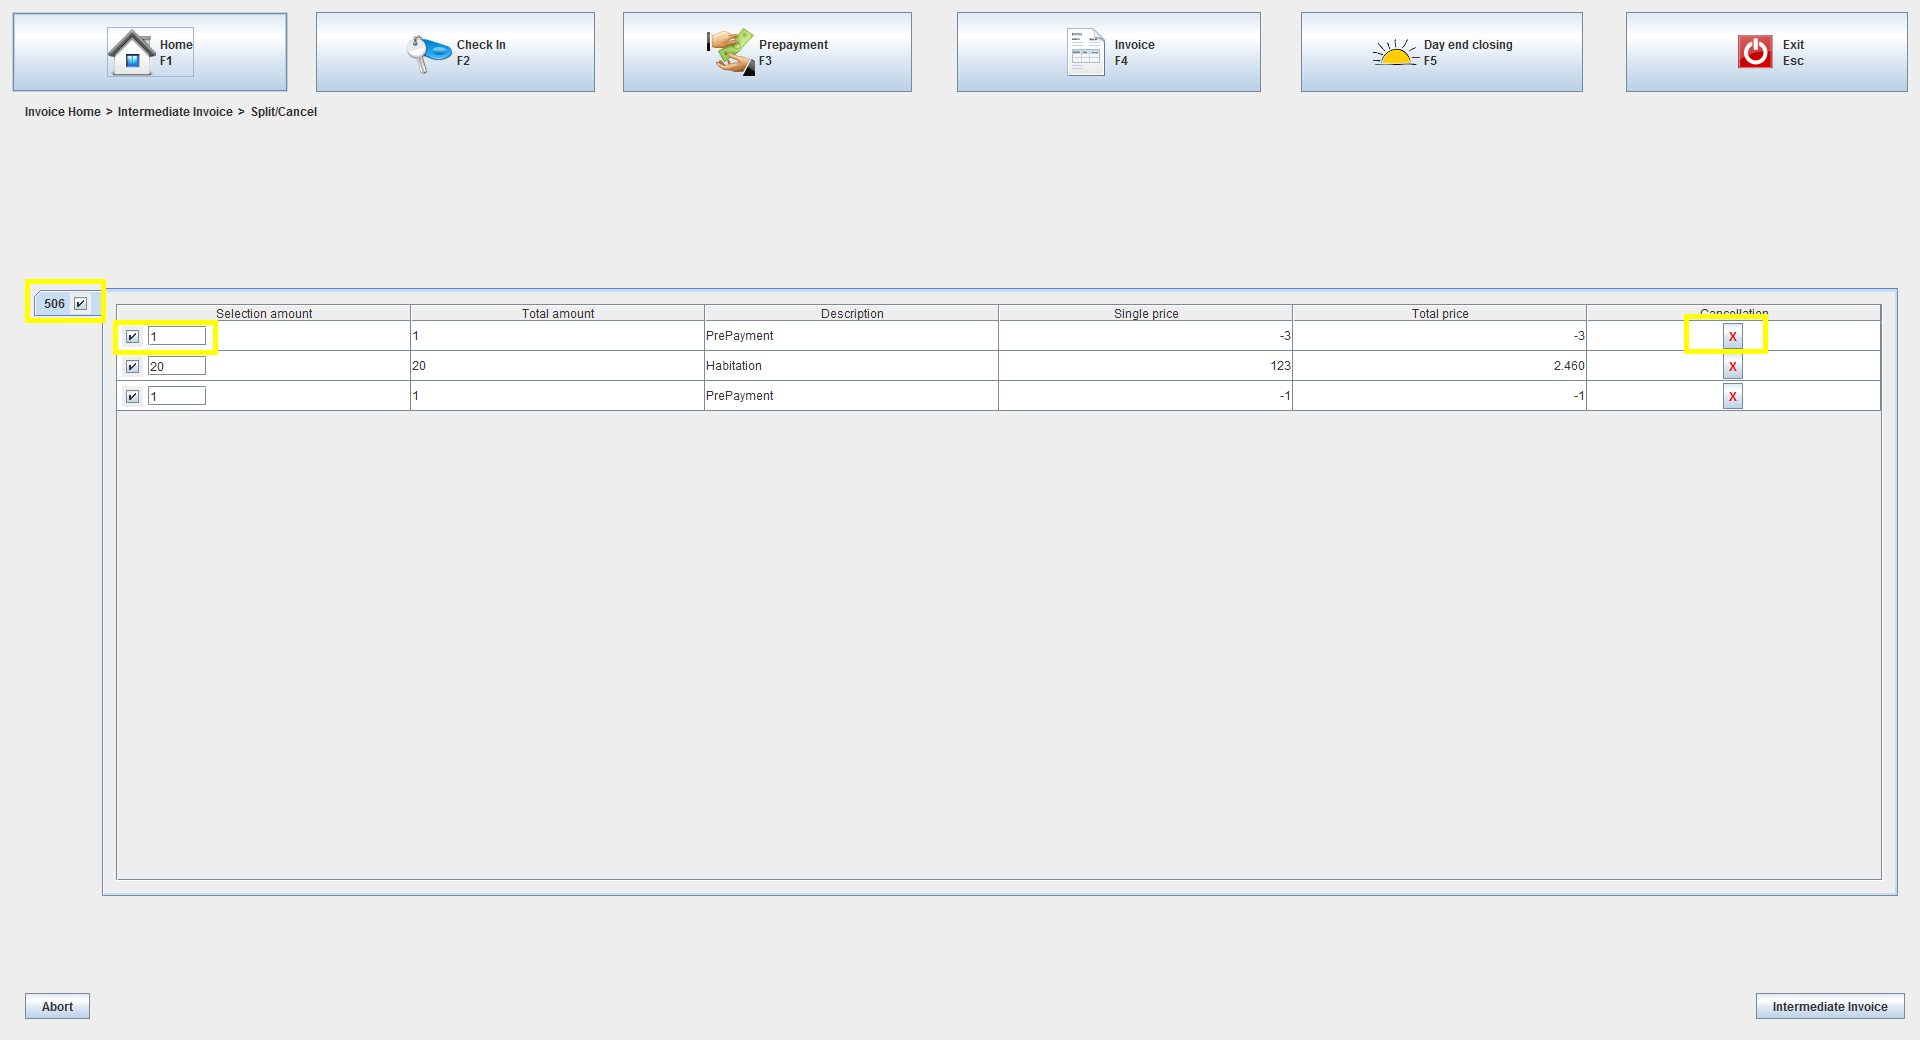 Home
F1
Check In
F2
Prepayment
F3
Invoice
F4
Day end closing
F5
Exit
Esc
Invoice Home > Intermediate Invoice > Split/Cancel
506
Selection amount Total amount Description Single price Total price Cancellation
1 1 PrePayment -3 -3 X
20 20 Habitation 123 2.460 X
1 1 PrePayment -1 -1 X
Abort Intermediate Invoice